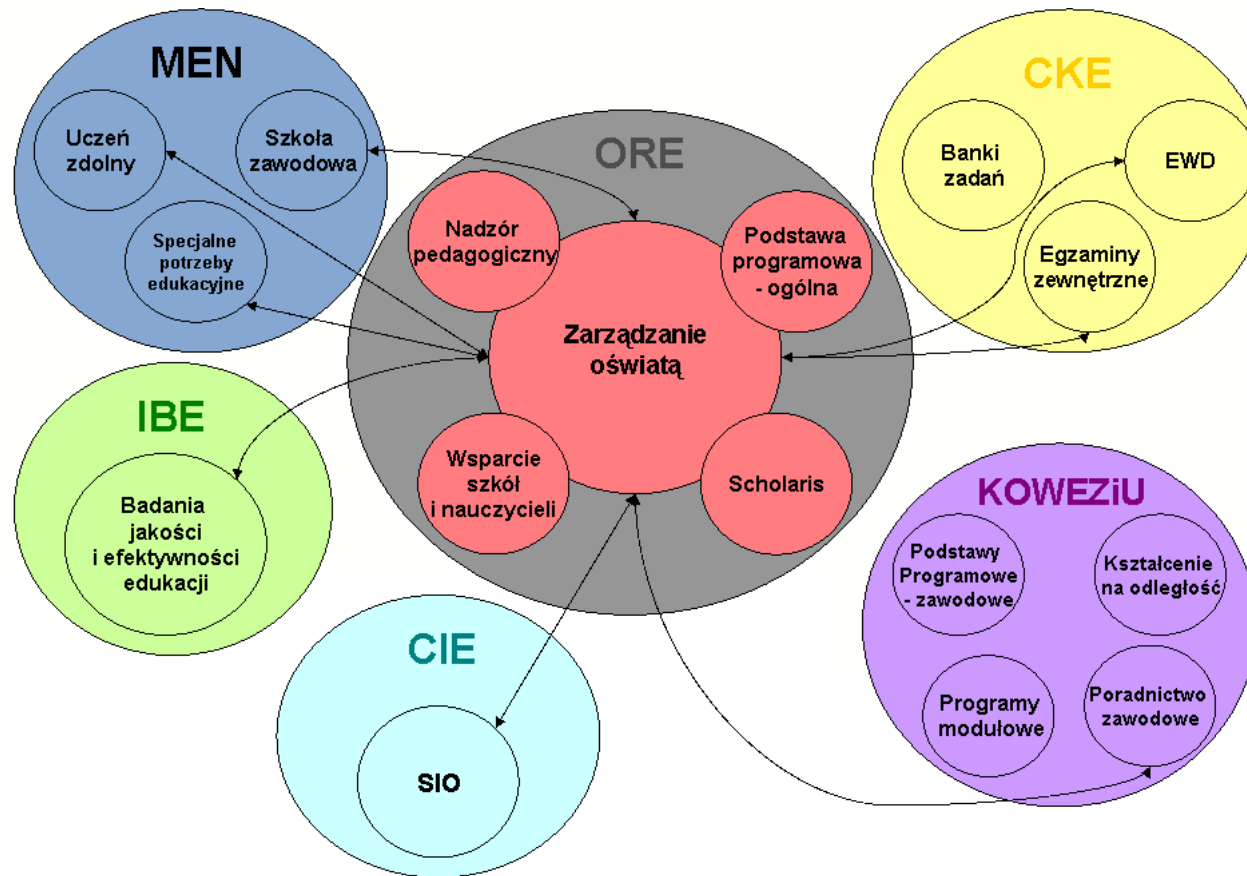 MEN
Uczeń
zdolny
Szkoła
zawodowa
Specjalne
potrzeby
edukacyjne
ORE
Nadzór
pedagogiczny
Podstawa
programowa
- ogólna
Zarządzanie
oświatą
Wsparcie
szkół
i nauczycieli
Scholaris
CKE
Banki
zadań
EWD
Egzaminy
zewnętrzne
IBE
Badania
jakości
i efektywności
edukacji
CIE
SIO
KOWEZiU
Podstawy
Programowe
- zawodowe
Kształcenie
na odległość
Programy
modułowe
Poradnictwo
zawodowe